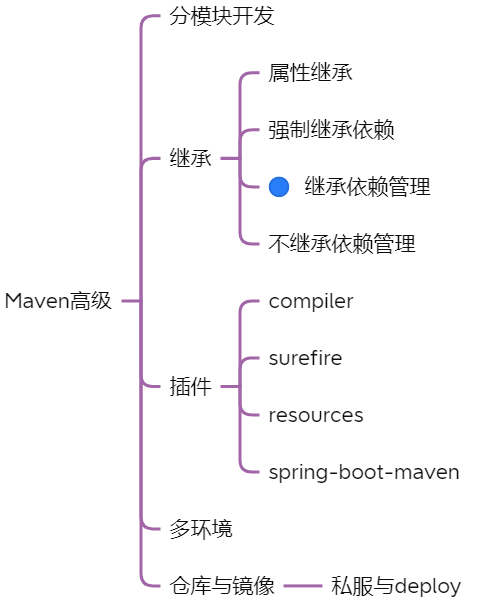 分模块开发
属性继承
强制继承依赖
继承
继承依赖管理
不继承依赖管理
Maven高级
compiler
surefire
插件
resources
spring-boot-maven
多环境
仓库与镜像
私服与deploy